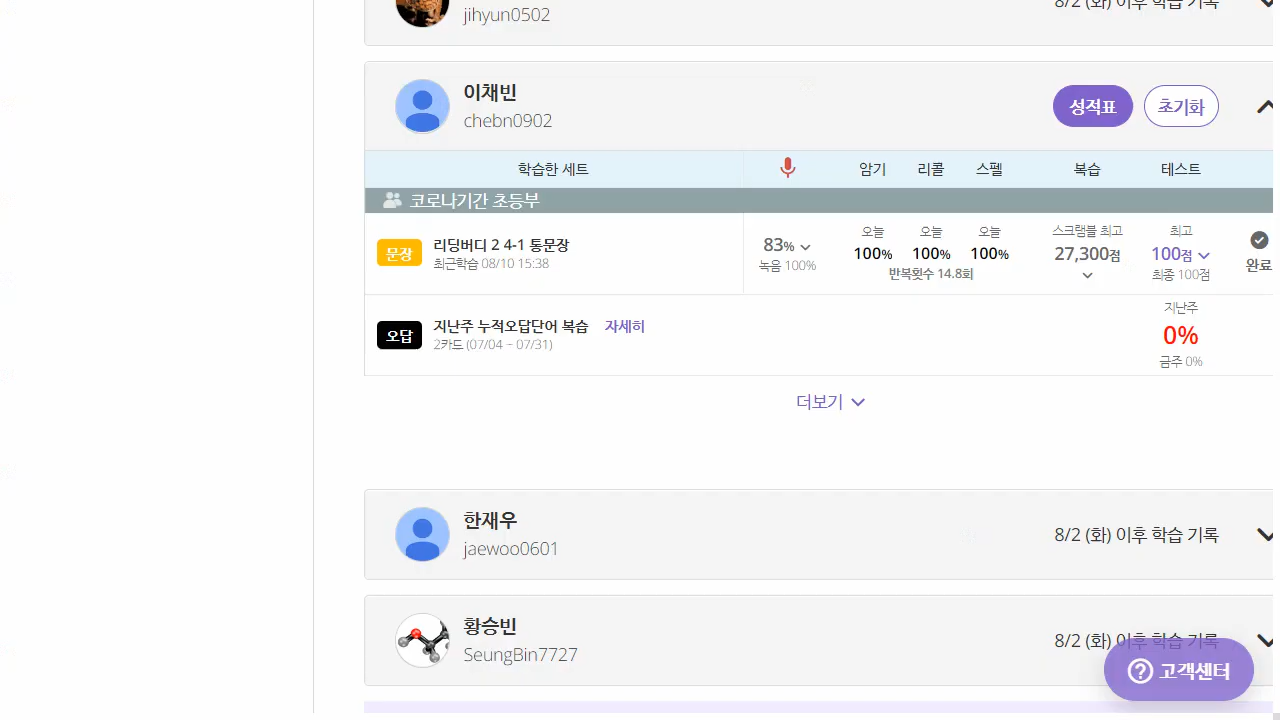 jihyun0502
8/2 (화) 이후 학습 기록
이채빈
chebn0902
성적표
초기화
학습한 세트
암기
리콜
스펠
복습
테스트
코로나기간 초등부
문장
리딩버디 2 4-1 통문장
최근학습 08/10 15:38
83%
녹음 100%
오늘
오늘
오늘
100%
100%
100%
반복횟수 14.8회
스크램블 최고
27,300점
최고
100점
최종 100점
완료
오답
지난주 누적오답단어 복습 자세히
2카드 (07/04 ~ 07/31)
지난주
0%
금주 0%
더보기
한재우
jaewoo0601
8/2 (화) 이후 학습 기록
황승빈
SeungBin7727
8/2 (화) 이후 학습 기록
고객센터